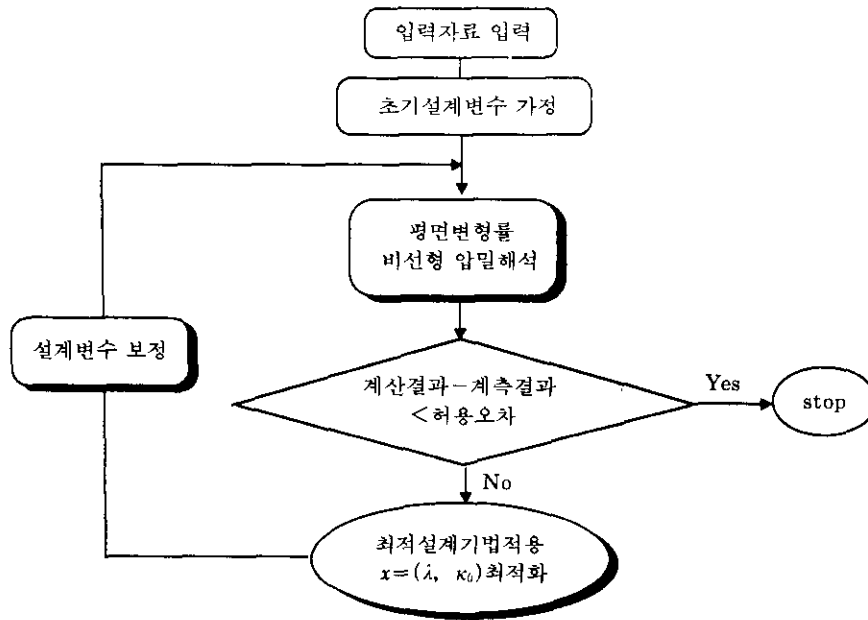 입력자료 입력
초기설계변수 가정
평면변형률
비선형 압밀해석
설계변수 보정
계산결과-계측결과
<허용오차
Yes
stop
No
최적설계기법적용
x=(λ, κ₀)최적화